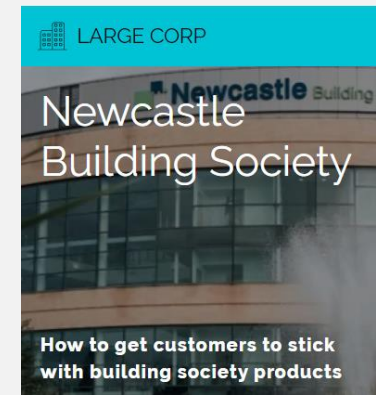 LARGE CORP
Newcastle Building
Newcastle
Building Society
How to get customers to stick
with building society products